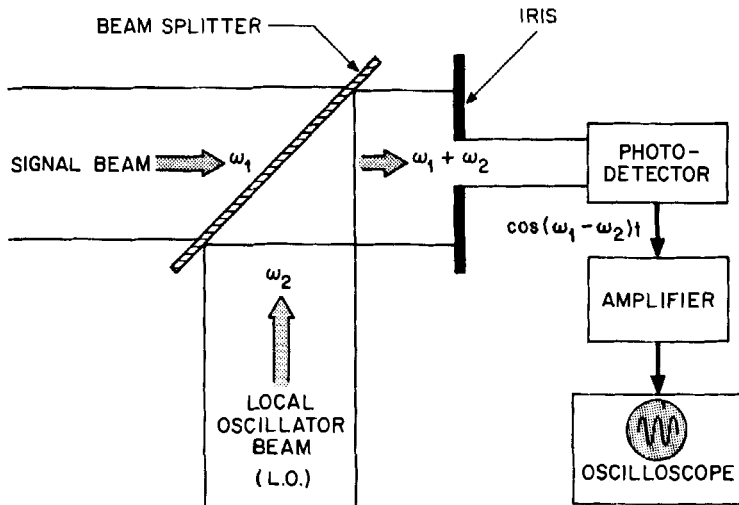 BEAM SPLITTER
IRIS
SIGNAL BEAM
ω₁
ω₁ + ω₂
PHOTO-
DETECTOR
cos(ω₁-ω₂)t
ω₂
AMPLIFIER
LOCAL
OSCILLATOR
BEAM
(L.O.)
OSCILLOSCOPE